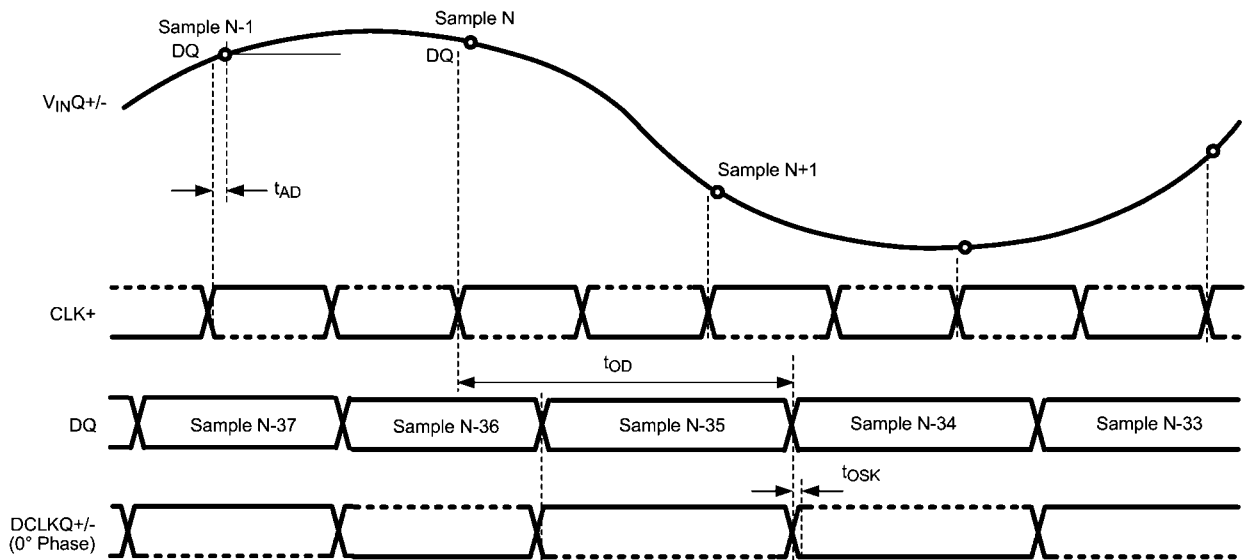 Sample N-1
DQ
Sample N
DQ
VINQ+/-
Sample N+1
tAD
CLK+
tOD
DQ
Sample N-37
Sample N-36
Sample N-35
Sample N-34
Sample N-33
tOSK
DCLKQ+/-
(0° Phase)